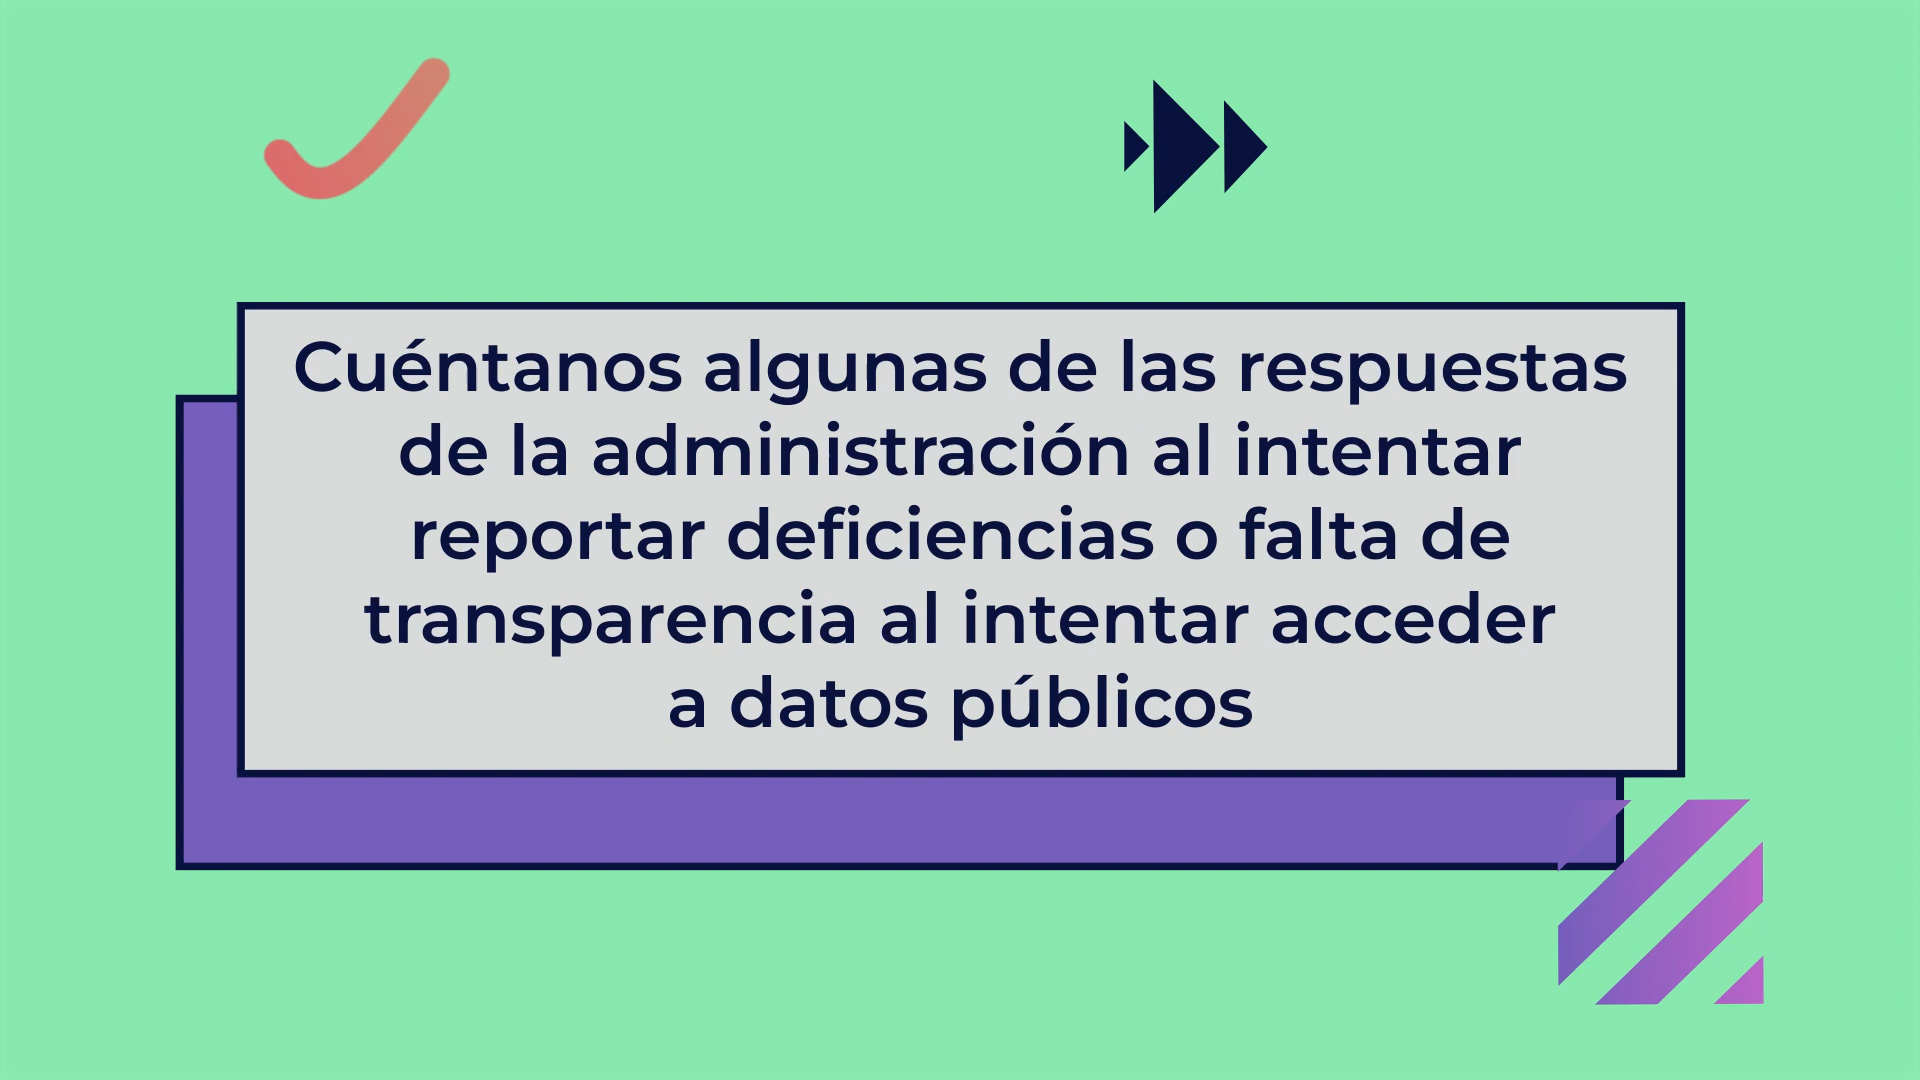 Cuéntanos algunas de las respuestas
de la administración al intentar
reportar deficiencias o falta de
transparencia al intentar acceder
a datos públicos